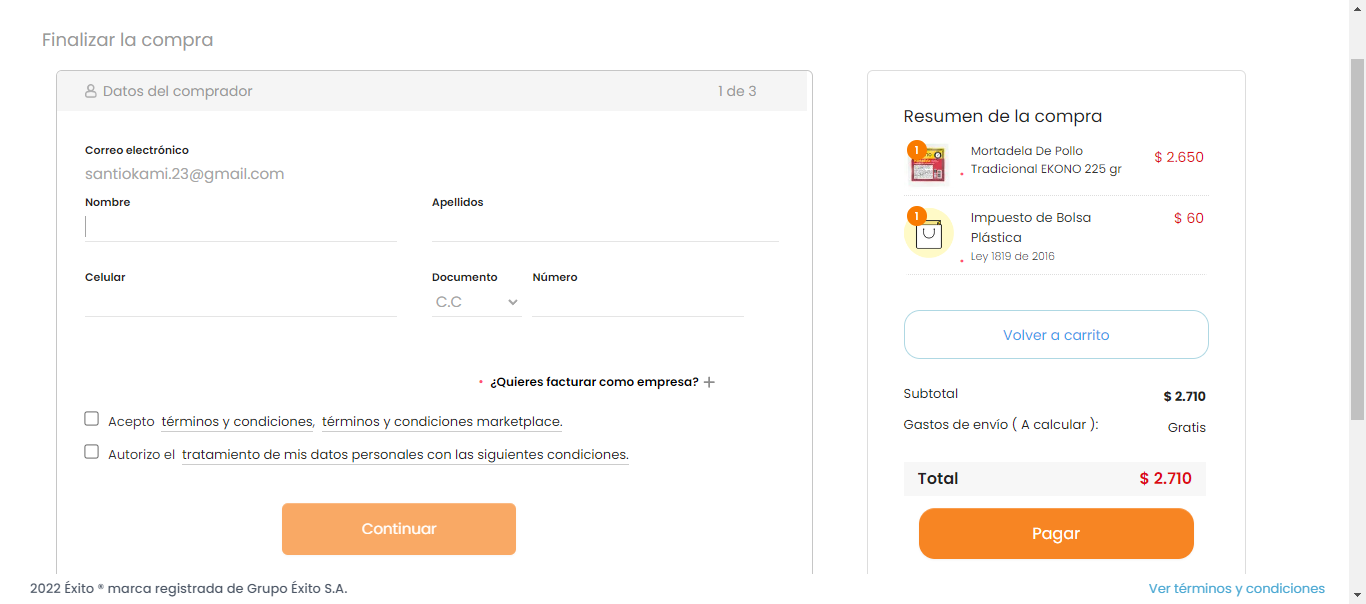 Finalizar la compra
Datos del comprador
1 de 3
Correo electrónico
santiokami.23@gmail.com
Nombre
Apellidos
Celular
Documento
Número
C.C
¿Quieres facturar como empresa? +
Acepto términos y condiciones, términos y condiciones marketplace.
Autorizo el tratamiento de mis datos personales con las siguientes condiciones.
Continuar
Resumen de la compra
1
Mortadela De Pollo
Tradicional EKONO 225 gr
$ 2.650
1
Impuesto de Bolsa
Plástica
$ 60
Ley 1819 de 2016
Volver a carrito
Subtotal
$ 2.710
Gastos de envío ( A calcular ):
Gratis
Total
$ 2.710
Pagar
2022 Éxito ® marca registrada de Grupo Éxito S.A.
Ver términos y condiciones